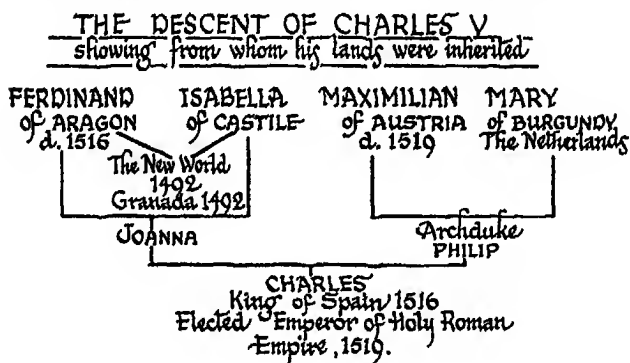 THE DESCENT OF CHARLES V
showing from whom his lands were inherited
FERDINAND
of ARAGON
d. 1516
ISABELLA
of CASTILE
The New World
1492
Granada 1492
MAXIMILIAN
of AUSTRIA
d. 1519
MARY
of BURGUNDY
The Netherlands
JOANNA
Archduke
PHILIP
CHARLES
King of Spain 1516
Elected Emperor of Holy Roman
Empire, 1519.